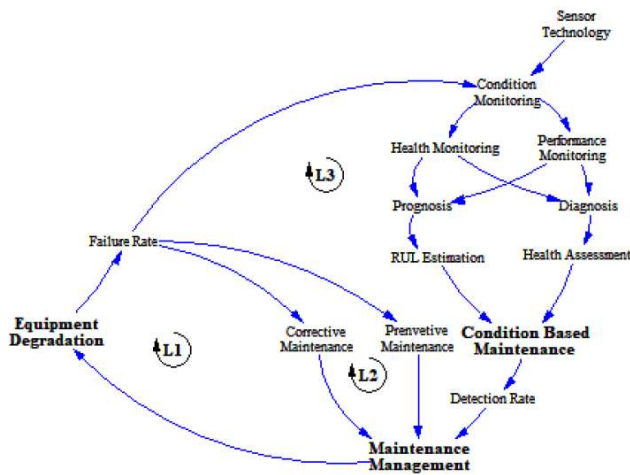 Sensor
Technology
Condition
Monitoring
Health Monitoring
Performance
Monitoring
L3
Prognosis
Diagnosis
Failure Rate
RUL Estimation
Health Assessment
Equipment
Degradation
L1
Corrective
Maintenance
Prenvetive
Maintenance
Condition Based
Maintenance
L2
Detection Rate
Maintenance
Management